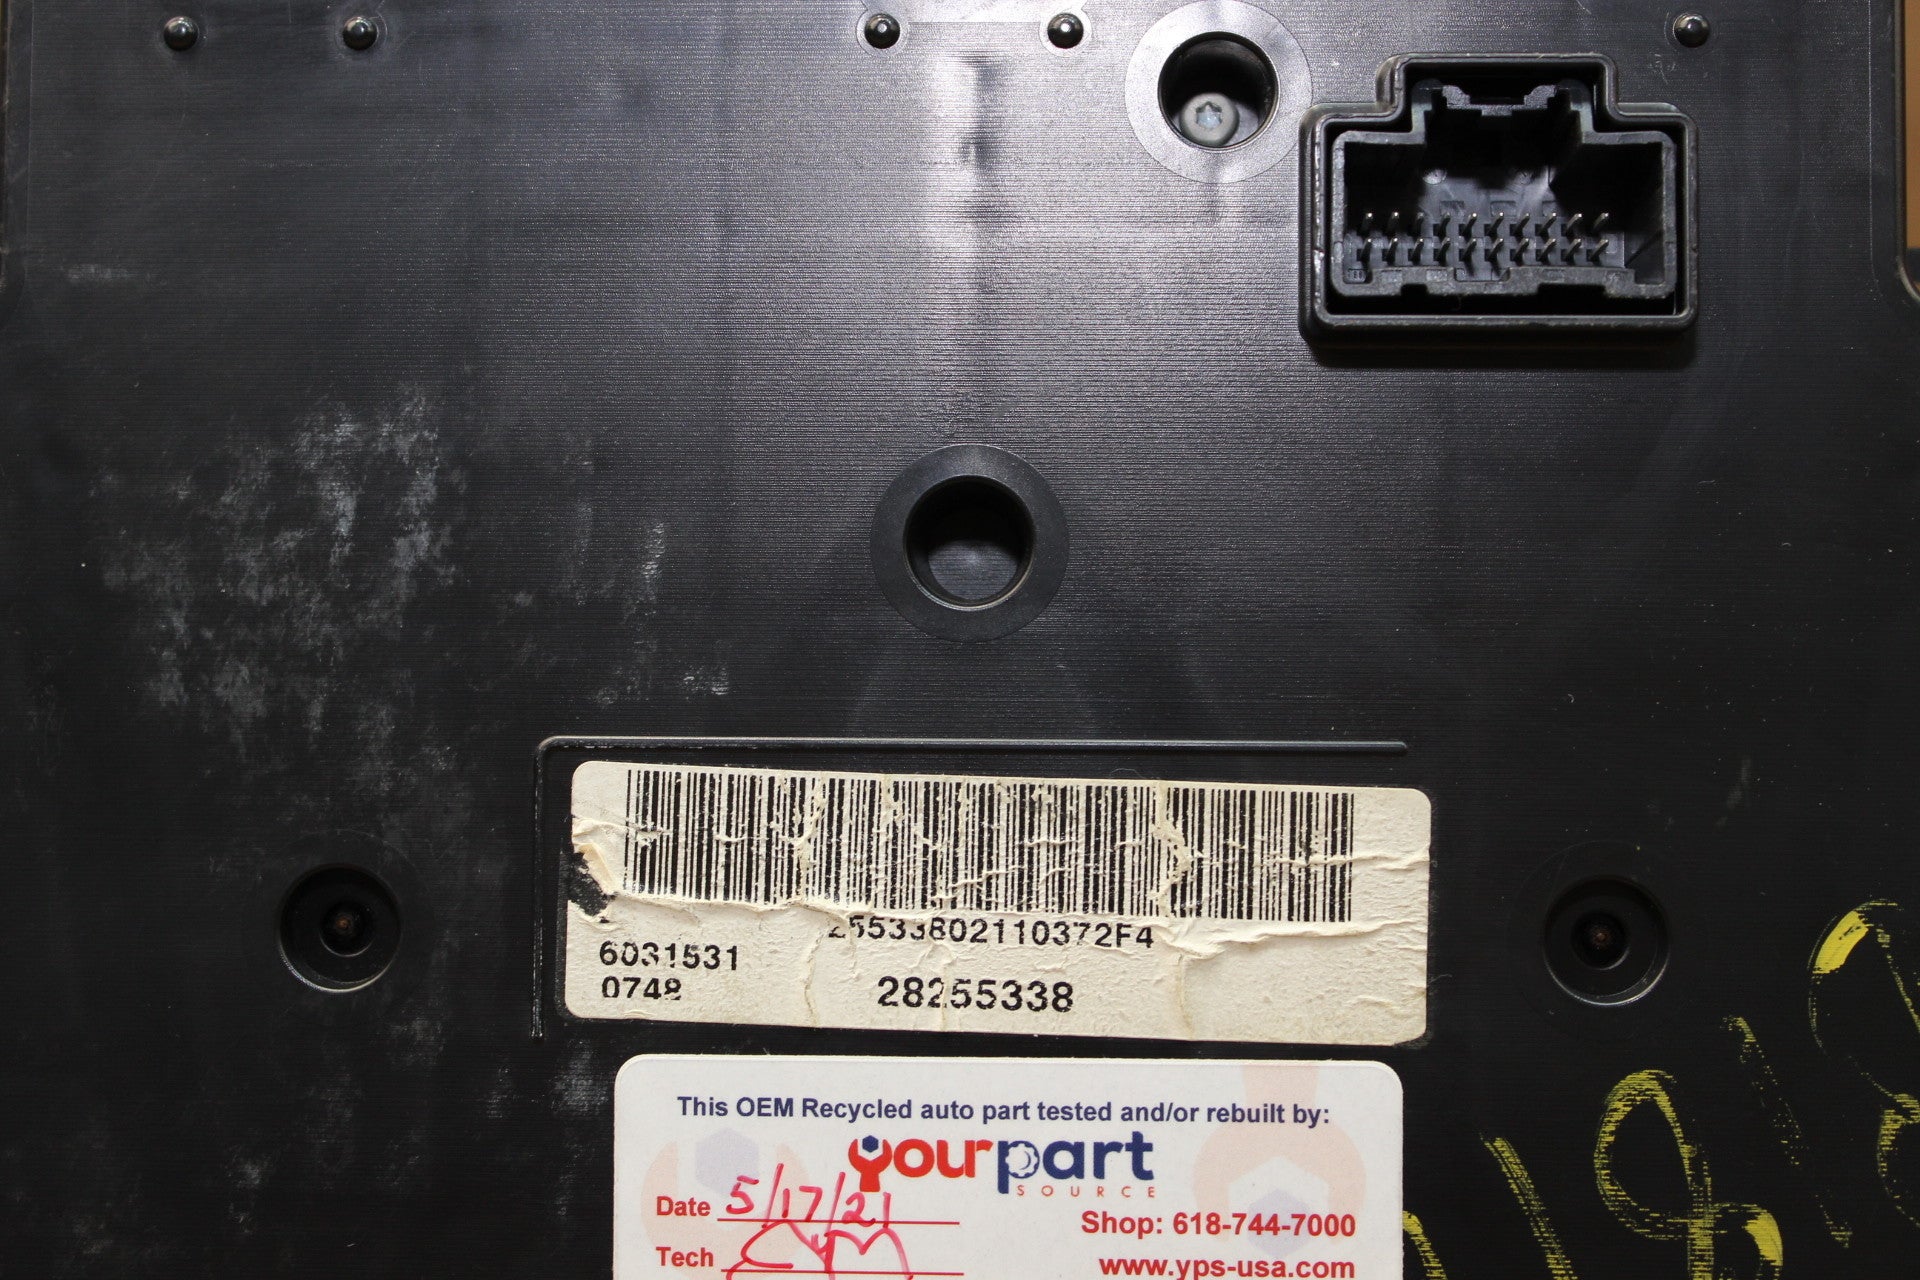 25533802110372F4
6031531
0748
28255338
This OEM Recycled auto part tested and/or rebuilt by:
yourpart
SOURCE
Date 5/17/21
Shop: 618-744-7000
Tech
www.yps-usa.com